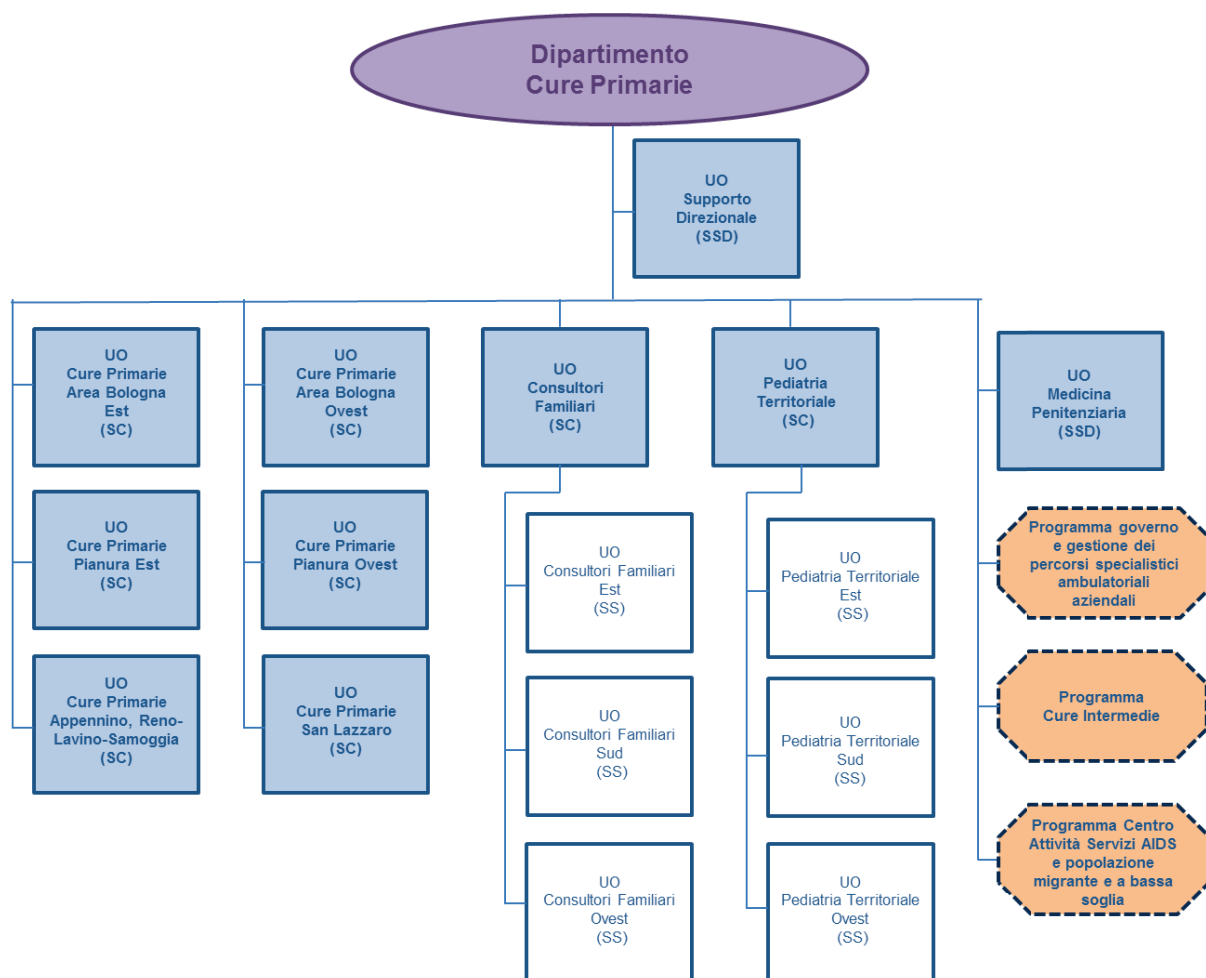 Dipartimento
Cure Primarie
UO
Supporto
Direzionale
(SSD)
UO
Cure Primarie
Area Bologna
Est
(SC)
UO
Cure Primarie
Area Bologna
Ovest
(SC)
UO
Consultori
Familiari
(SC)
UO
Pediatria
Territoriale
(SC)
UO
Medicina
Penitenziaria
(SSD)
UO
Cure Primarie
Pianura Est
(SC)
UO
Cure Primarie
Pianura Ovest
(SC)
UO
Consultori Familiari
Est
(SS)
UO
Pediatria Territoriale
Est
(SS)
Programma governo
e gestione dei
percorsi specialistici
ambulatoriali
aziendali
UO
Cure Primarie
Appennino, Reno-
Lavino-Samoggia
(SC)
UO
Cure Primarie
San Lazzaro
(SC)
UO
Consultori Familiari
Sud
(SS)
UO
Pediatria Territoriale
Sud
(SS)
Programma
Cure Intermedie
UO
Consultori Familiari
Ovest
(SS)
UO
Pediatria Territoriale
Ovest
(SS)
Programma Centro
Attività Servizi AIDS
e popolazione
migrante e a bassa
soglia